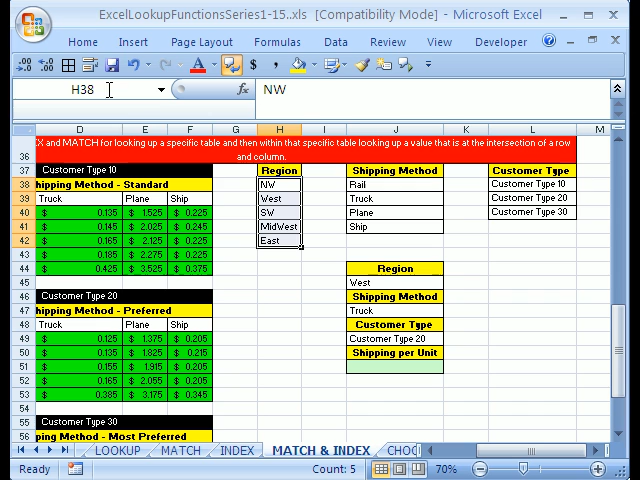 ExcelLookupFunctionsSeries1-15..xls [Compatibility Mode] - Microsoft Excel
Home Insert Page Layout Formulas Data Review View Developer
H38 fx NW
D E F G H I J K L M
36 X and MATCH for looking up a specific table and then within that specific table looking up a value that is at the intersection of a row
and column.
37 Customer Type 10 Region Shipping Method Customer Type
38 hipping Method - Standard NW Rail Customer Type 10
39 Truck Plane Ship West Truck Customer Type 20
40 $ 0.135 $ 1.525 $ 0.225 SW Plane Customer Type 30
41 $ 0.145 $ 2.025 $ 0.245 MidWest Ship
42 $ 0.165 $ 2.125 $ 0.225 East
43 $ 0.185 $ 2.275 $ 0.225
44 $ 0.425 $ 3.525 $ 0.375 Region
45 West
46 Customer Type 20 Shipping Method
47 hipping Method - Preferred Truck
48 Truck Plane Ship Customer Type
49 $ 0.125 $ 1.375 $ 0.205 Customer Type 20
50 $ 0.135 $ 1.825 $ 0.215 Shipping per Unit
51 $ 0.155 $ 1.915 $ 0.205
52 $ 0.165 $ 2.055 $ 0.205
53 $ 0.385 $ 3.175 $ 0.345
54
55 Customer Type 30
56 ping Method - Most Preferred
LOOKUP MATCH INDEX MATCH & INDEX CHOO
Ready Count: 5 70%